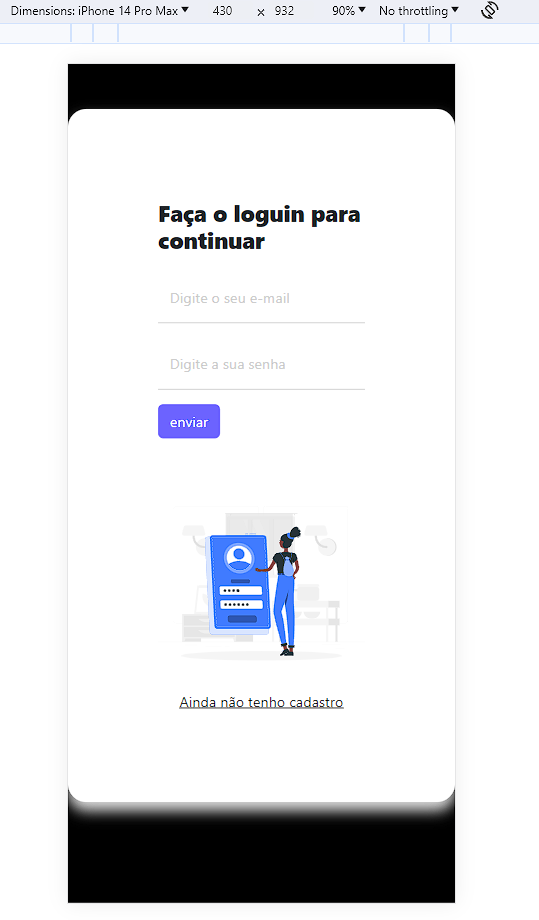 Dimensions: iPhone 14 Pro Max 430 × 932 90% No throttling
Faça o loguin para
continuar
Digite o seu e-mail
Digite a sua senha
enviar
Ainda não tenho cadastro